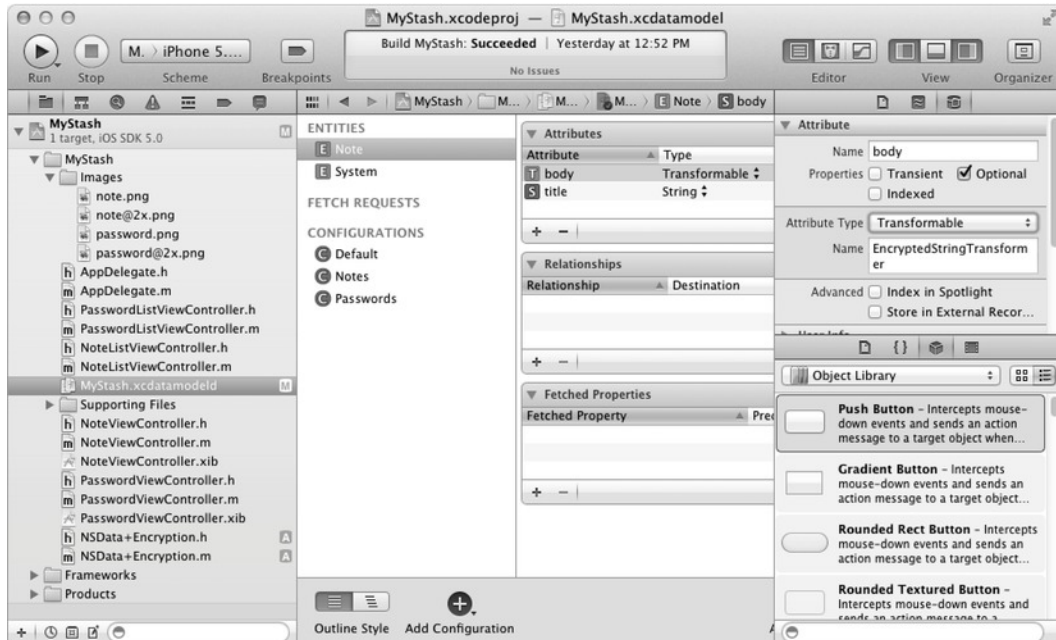 MyStash.xcodeproj — MyStash.xcdatamodel
Run
Stop
M. 〉 iPhone 5....
Scheme
Breakpoints
Build MyStash: Succeeded | Yesterday at 12:52 PM
No Issues
Editor
View
Organizer
MyStash
1 target, iOS SDK 5.0
M
MyStash
Images
note.png
note@2x.png
password.png
password@2x.png
h AppDelegate.h
m AppDelegate.m
h PasswordListViewController.h
m PasswordListViewController.m
h NoteListViewController.h
m NoteListViewController.m
MyStash.xcdatamodeld M
Supporting Files
h NoteViewController.h
m NoteViewController.m
NoteViewController.xib
h PasswordViewController.h
m PasswordViewController.m
PasswordViewController.xib
h NSData+Encryption.h A
m NSData+Encryption.m A
Frameworks
Products
MyStash 〉 M... 〉 M... 〉 M... 〉 E Note 〉 S body
ENTITIES
E Note
E System
FETCH REQUESTS
CONFIGURATIONS
C Default
C Notes
C Passwords
Attributes
Attribute Type
T body Transformable
S title String
+ −
Relationships
Relationship Destination
+ −
Fetched Properties
Fetched Property Pred
+ −
Outline Style
Add Configuration
Attribute
Name body
Properties Transient Optional
Indexed
Attribute Type Transformable
Name EncryptedStringTransform
er
Advanced Index in Spotlight
Store in External Recor...
User Info
{ }
Object Library
Push Button – Intercepts mouse-
down events and sends an action
message to a target object when...
Gradient Button – Intercepts
mouse-down events and sends an
action message to a target object...
Rounded Rect Button – Intercepts
mouse-down events and sends an
action message to a target object...
Rounded Textured Button –
Intercepts mouse-down events and
sends an action message to a